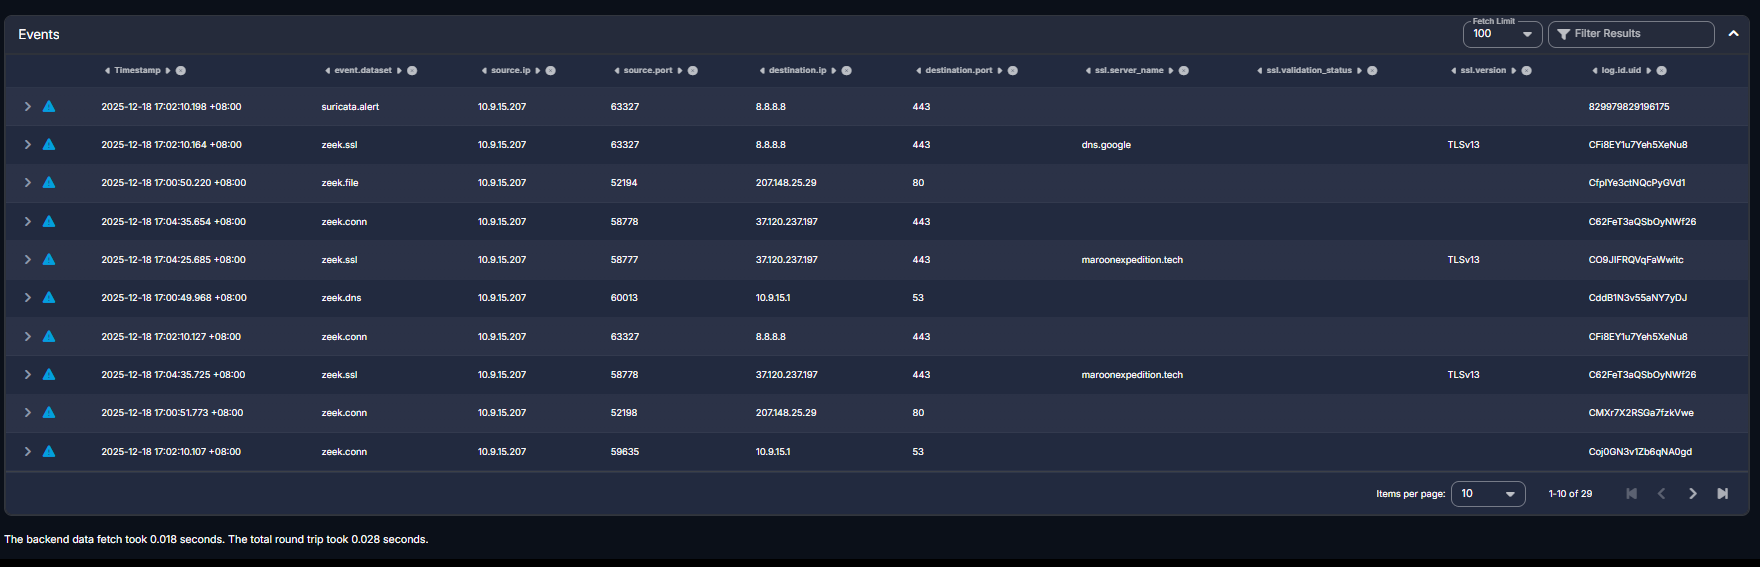 Events Fetch Limit 100 Filter Results
Timestamp event.dataset source.ip source.port destination.ip destination.port ssl.server_name ssl.validation_status ssl.version log.id.uid
2025-12-18 17:02:10.198 +08:00 suricata.alert 10.9.15.207 63327 8.8.8.8 443 829979829196175
2025-12-18 17:02:10.164 +08:00 zeek.ssl 10.9.15.207 63327 8.8.8.8 443 dns.google TLSv13 CFi8EY1u7Yeh5XeNu8
2025-12-18 17:00:50.220 +08:00 zeek.file 10.9.15.207 52194 207.148.25.29 80 CfpIYe3ctNQcPyGVd1
2025-12-18 17:04:35.654 +08:00 zeek.conn 10.9.15.207 58778 37.120.237.197 443 C62FeT3aQSbOyNWf26
2025-12-18 17:04:25.685 +08:00 zeek.ssl 10.9.15.207 58777 37.120.237.197 443 maroonexpedition.tech TLSv13 CO9JIFRQVqFaWwitc
2025-12-18 17:00:49.968 +08:00 zeek.dns 10.9.15.207 60013 10.9.15.1 53 CddB1N3v55aNY7yDJ
2025-12-18 17:02:10.127 +08:00 zeek.conn 10.9.15.207 63327 8.8.8.8 443 CFi8EY1u7Yeh5XeNu8
2025-12-18 17:04:35.725 +08:00 zeek.ssl 10.9.15.207 58778 37.120.237.197 443 maroonexpedition.tech TLSv13 C62FeT3aQSbOyNWf26
2025-12-18 17:00:51.773 +08:00 zeek.conn 10.9.15.207 52198 207.148.25.29 80 CMXr7X2RSGa7fzkVwe
2025-12-18 17:02:10.107 +08:00 zeek.conn 10.9.15.207 59635 10.9.15.1 53 Coj0GN3v1Zb6qNA0gd
Items per page: 10 1-10 of 29
The backend data fetch took 0.018 seconds. The total round trip took 0.028 seconds.